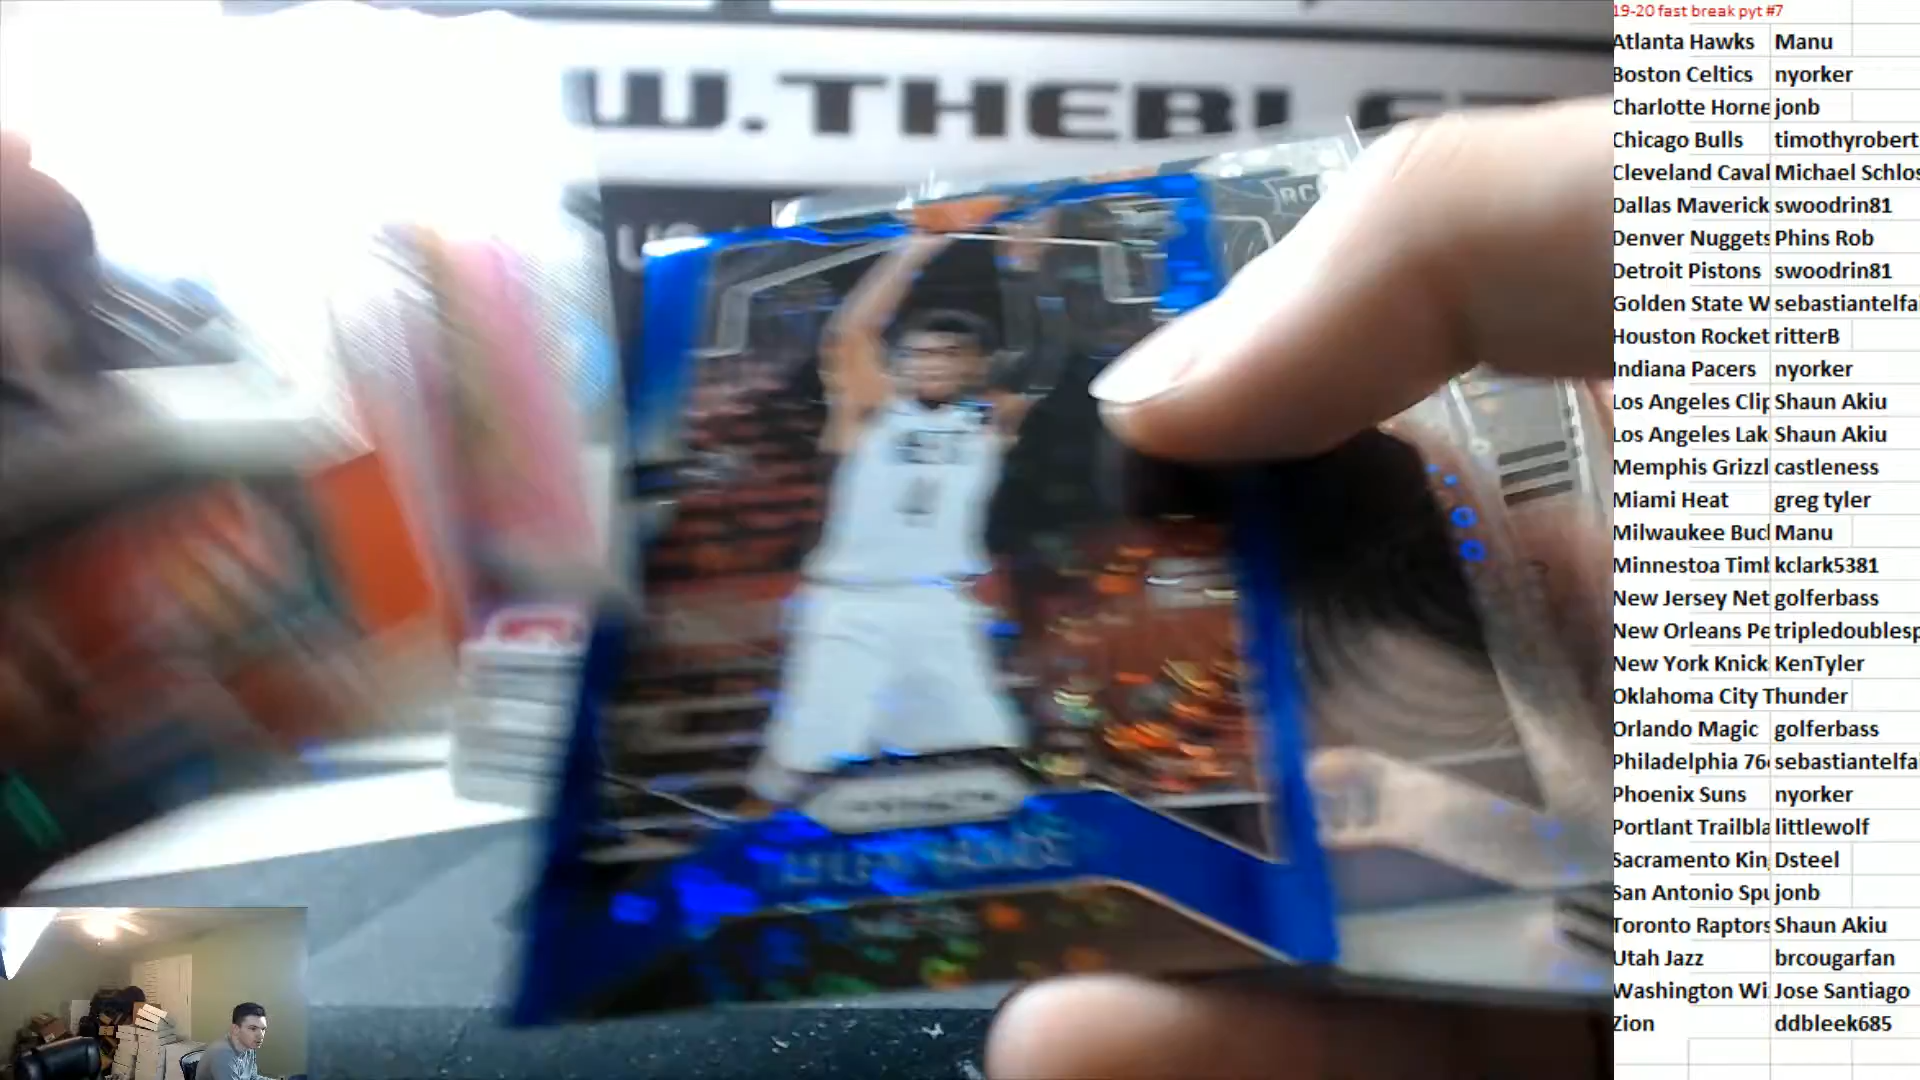 W.THEBLE
RC
19-20 fast break pyt #7
Atlanta Hawks Manu
Boston Celtics nyorker
Charlotte Horne jonb
Chicago Bulls timothyrobert
Cleveland Caval Michael Schlos
Dallas Maverick swoodrin81
Denver Nuggets Phins Rob
Detroit Pistons swoodrin81
Golden State W sebastiantelfai
Houston Rocket ritterB
Indiana Pacers nyorker
Los Angeles Clip Shaun Akiu
Los Angeles Lak Shaun Akiu
Memphis Grizzl castleness
Miami Heat greg tyler
Milwaukee Buck Manu
Minnestoa Timb kclark5381
New Jersey Net golferbass
New Orleans Pe tripledoublesp
New York Knick KenTyler
Oklahoma City Thunder
Orlando Magic golferbass
Philadelphia 76 sebastiantelfai
Phoenix Suns nyorker
Portlant Trailbla littlewolf
Sacramento Kin Dsteel
San Antonio Spu jonb
Toronto Raptors Shaun Akiu
Utah Jazz brcougarfan
Washington Wi Jose Santiago
Zion ddbleek685